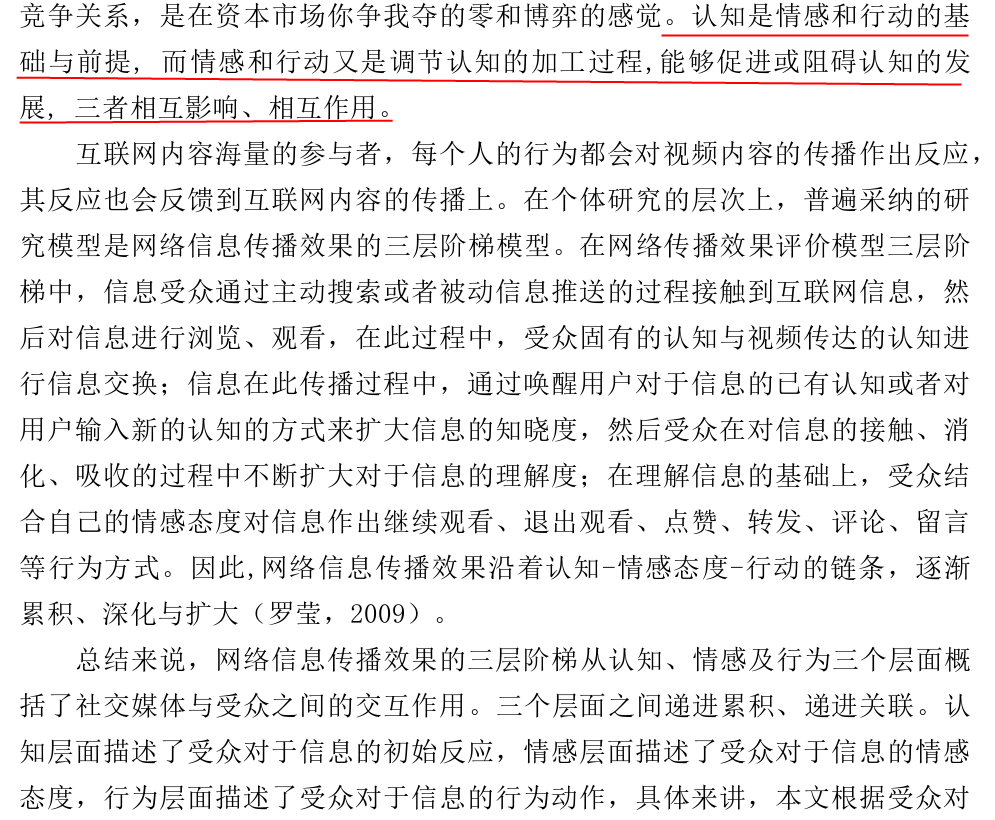 竞争关系，是在资本市场你争我夺的零和博弈的感觉。认知是情感和行动的基
础与前提，而情感和行动又是调节认知的加工过程,能够促进或阻碍认知的发
展，三者相互影响、相互作用。
互联网内容海量的参与者，每个人的行为都会对视频内容的传播作出反应，
其反应也会反馈到互联网内容的传播上。在个体研究的层次上，普遍采纳的研
究模型是网络信息传播效果的三层阶梯模型。在网络传播效果评价模型三层阶
梯中，信息受众通过主动搜索或者被动信息推送的过程接触到互联网信息，然
后对信息进行浏览、观看，在此过程中，受众固有的认知与视频传达的认知进
行信息交换；信息在此传播过程中，通过唤醒用户对于信息的已有认知或者对
用户输入新的认知的方式来扩大信息的知晓度，然后受众在对信息的接触、消
化、吸收的过程中不断扩大对于信息的理解度；在理解信息的基础上，受众结
合自己的情感态度对信息作出继续观看、退出观看、点赞、转发、评论、留言
等行为方式。因此,网络信息传播效果沿着认知-情感态度-行动的链条，逐渐
累积、深化与扩大（罗莹，2009）。
总结来说，网络信息传播效果的三层阶梯从认知、情感及行为三个层面概
括了社交媒体与受众之间的交互作用。三个层面之间递进累积、递进关联。认
知层面描述了受众对于信息的初始反应，情感层面描述了受众对于信息的情感
态度，行为层面描述了受众对于信息的行为动作，具体来讲，本文根据受众对